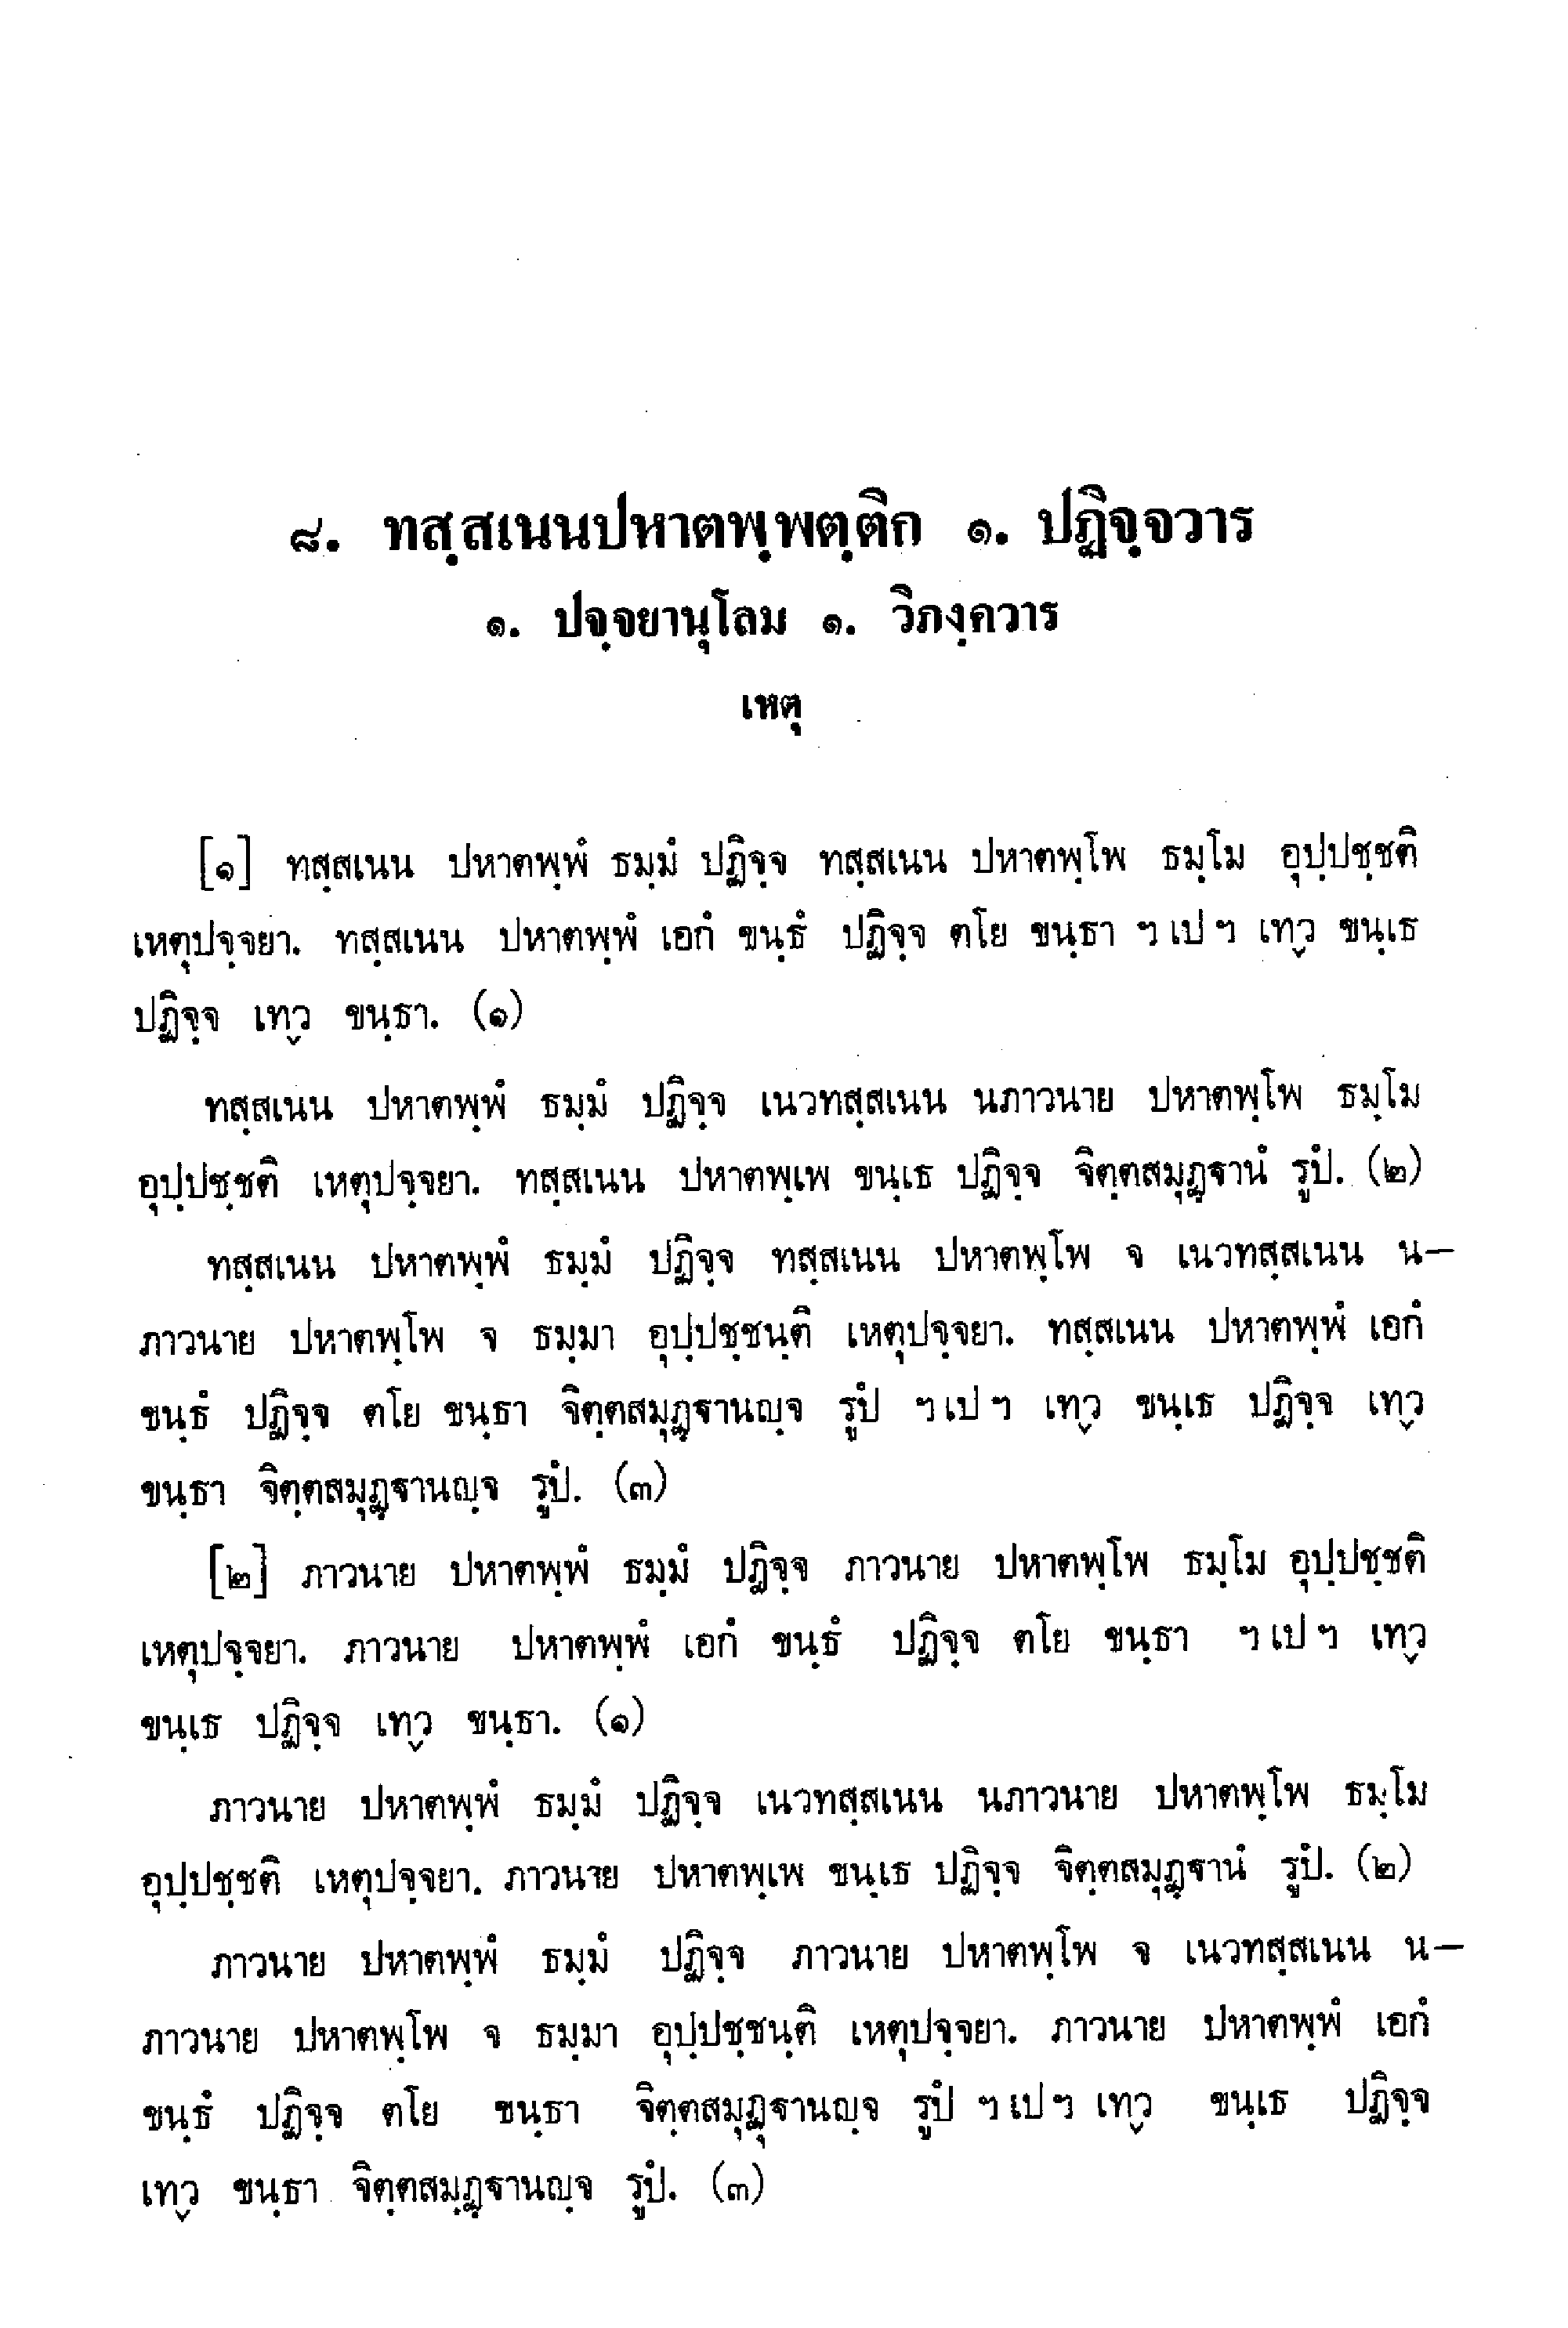 ๘. ทสฺสเนนปหาตพฺพตฺติก ๑. ปฏิจฺจวาร
๑. ปจฺจยานุโลม ๑. วิภงฺควาร
เหตุ
[๑] ทสฺสเนน ปหาตพฺพํ ธมฺมํ ปฏิจฺจ ทสฺสเนน ปหาตพฺโพ ธมฺโม อุปฺปชฺชติ
เหตุปจฺจยา. ทสฺสเนน ปหาตพฺพํ เอกํ ขนฺธํ ปฏิจฺจ ตโย ขนฺธา ฯ เป ฯ เทฺว ขนฺเธ
ปฏิจฺจ เทฺว ขนฺธา. (๑)
ทสฺสเนน ปหาตพฺพํ ธมฺมํ ปฏิจฺจ เนวทสฺสเนน นภาวนาย ปหาตพฺโพ ธมฺโม
อุปฺปชฺชติ เหตุปจฺจยา. ทสฺสเนน ปหาตพฺเพ ขนฺเธ ปฏิจฺจ จิตฺตสมุฏฺฐานํ รูปํ. (๒)
ทสฺสเนน ปหาตพฺพํ ธมฺมํ ปฏิจฺจ ทสฺสเนน ปหาตพฺโพ จ เนวทสฺสเนน น–
ภาวนาย ปหาตพฺโพ จ ธมฺมา อุปฺปชฺชนฺติ เหตุปจฺจยา. ทสฺสเนน ปหาตพฺพํ เอกํ
ขนฺธํ ปฏิจฺจ ตโย ขนฺธา จิตฺตสมุฏฺฐานญฺจ รูปํ ฯ เป ฯ เทฺว ขนฺเธ ปฏิจฺจ เทฺว
ขนฺธา จิตฺตสมุฏฺฐานญฺจ รูปํ. (๓)
[๒] ภาวนาย ปหาตพฺพํ ธมฺมํ ปฏิจฺจ ภาวนาย ปหาตพฺโพ ธมฺโม อุปฺปชฺชติ
เหตุปจฺจยา. ภาวนาย ปหาตพฺพํ เอกํ ขนฺธํ ปฏิจฺจ ตโย ขนฺธา ฯ เป ฯ เทฺว
ขนฺเธ ปฏิจฺจ เทฺว ขนฺธา. (๑)
ภาวนาย ปหาตพฺพํ ธมฺมํ ปฏิจฺจ เนวทสฺสเนน นภาวนาย ปหาตพฺโพ ธมฺโม
อุปฺปชฺชติ เหตุปจฺจยา. ภาวนาย ปหาตพฺเพ ขนฺเธ ปฏิจฺจ จิตฺตสมุฏฺฐานํ รูปํ. (๒)
ภาวนาย ปหาตพฺพํ ธมฺมํ ปฏิจฺจ ภาวนาย ปหาตพฺโพ จ เนวทสฺสเนน น–
ภาวนาย ปหาตพฺโพ จ ธมฺมา อุปฺปชฺชนฺติ เหตุปจฺจยา. ภาวนาย ปหาตพฺพํ เอกํ
ขนฺธํ ปฏิจฺจ ตโย ขนฺธา จิตฺตสมุฏฺฐานญฺจ รูปํ ฯ เป ฯ เทฺว ขนฺเธ ปฏิจฺจ
เทฺว ขนฺธา จิตฺตสมฺฏฺฐานญฺจ รูปํ. (๓)